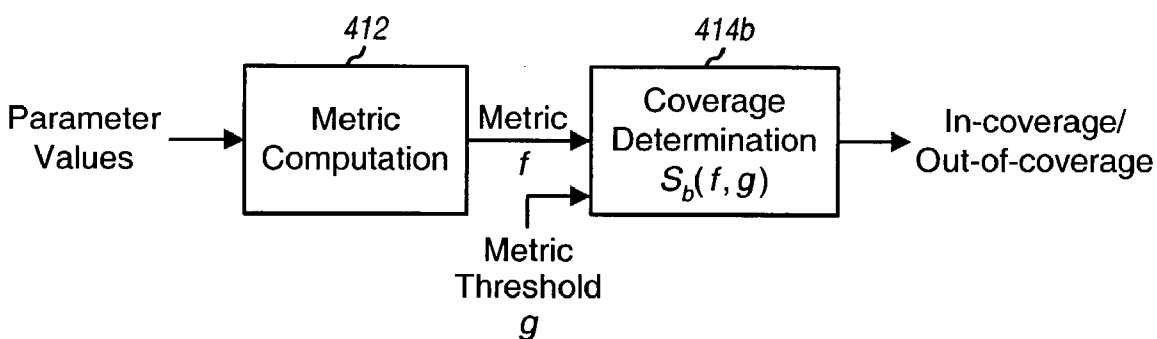 412
414b
Parameter
Values
Metric
Computation
Metric
f
Coverage
Determination
S_b(f, g)
In-coverage/
Out-of-coverage
Metric
Threshold
g